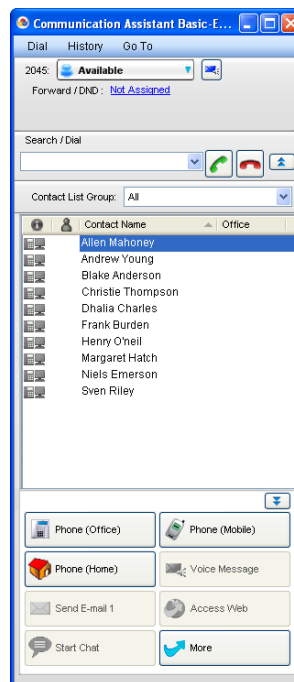 Communication Assistant Basic-E...
Dial History Go To
2045: Available
Forward / DND : Not Assigned
Search / Dial
Contact List Group: All
Contact Name Office
Allen Mahoney
Andrew Young
Blake Anderson
Christie Thompson
Dhalia Charles
Frank Burden
Henry O'neil
Margaret Hatch
Niels Emerson
Sven Riley
Phone (Office) Phone (Mobile)
Phone (Home) Voice Message
Send E-mail 1 Access Web
Start Chat More